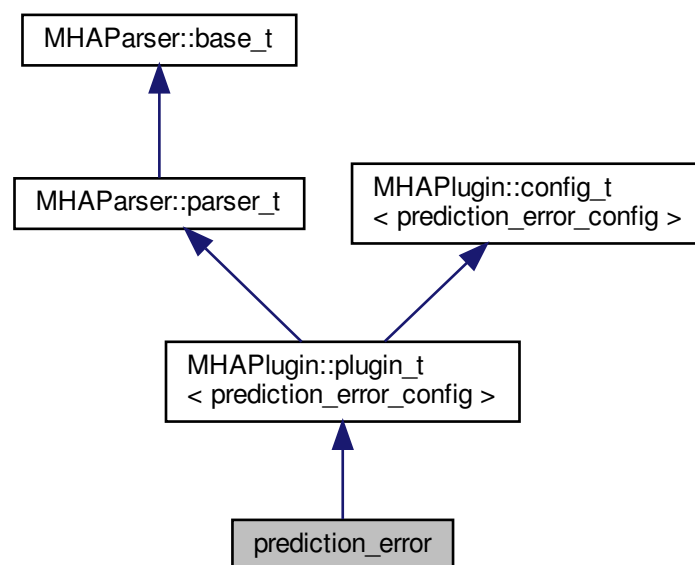 MHAParser::base_t
MHAParser::parser_t
MHAPlugin::config_t
< prediction_error_config >
MHAPlugin::plugin_t
< prediction_error_config >
prediction_error